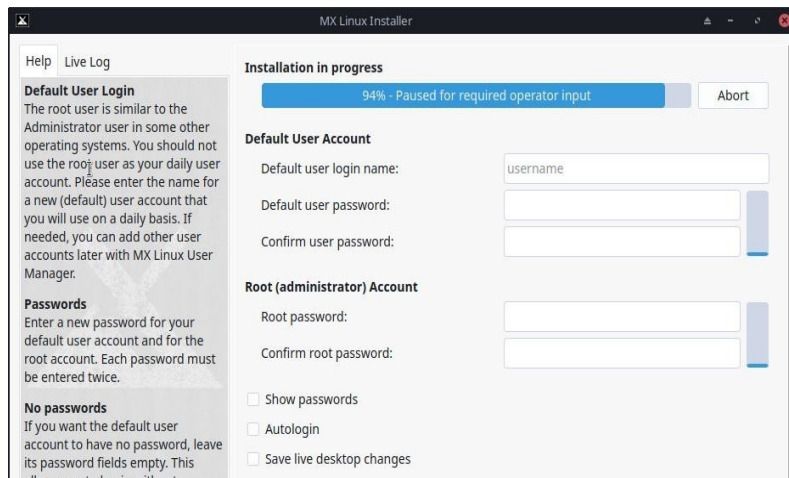 MX Linux Installer
Help Live Log
Default User Login
The root user is similar to the
Administrator user in some other
operating systems. You should not
use the root user as your daily user
account. Please enter the name for
a new (default) user account that
you will use on a daily basis. If
needed, you can add other user
accounts later with MX Linux User
Manager.
Passwords
Enter a new password for your
default user account and for the
root account. Each password must
be entered twice.
No passwords
If you want the default user
account to have no password, leave
its password fields empty. This
Installation in progress
94% - Paused for required operator input
Abort
Default User Account
Default user login name:
username
Default user password:
Confirm user password:
Root (administrator) Account
Root password:
Confirm root password:
Show passwords
Autologin
Save live desktop changes